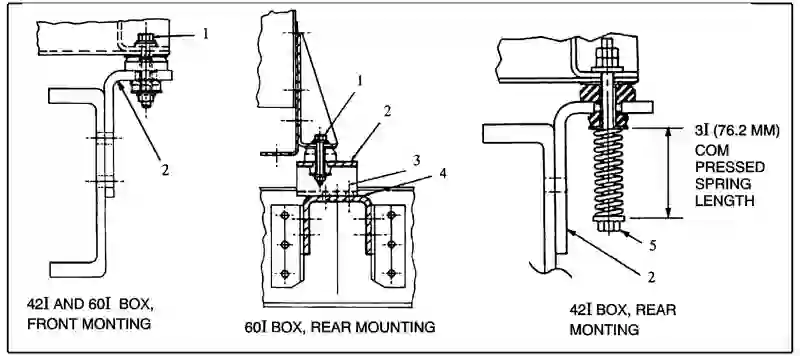 1
2
42I AND 60I BOX,
FRONT MONTING
1
2
3
4
60I BOX, REAR MOUNTING
3I (76.2 MM)
COM
PRESSED
SPRING
LENGTH
5
2
42I BOX, REAR
MONTING